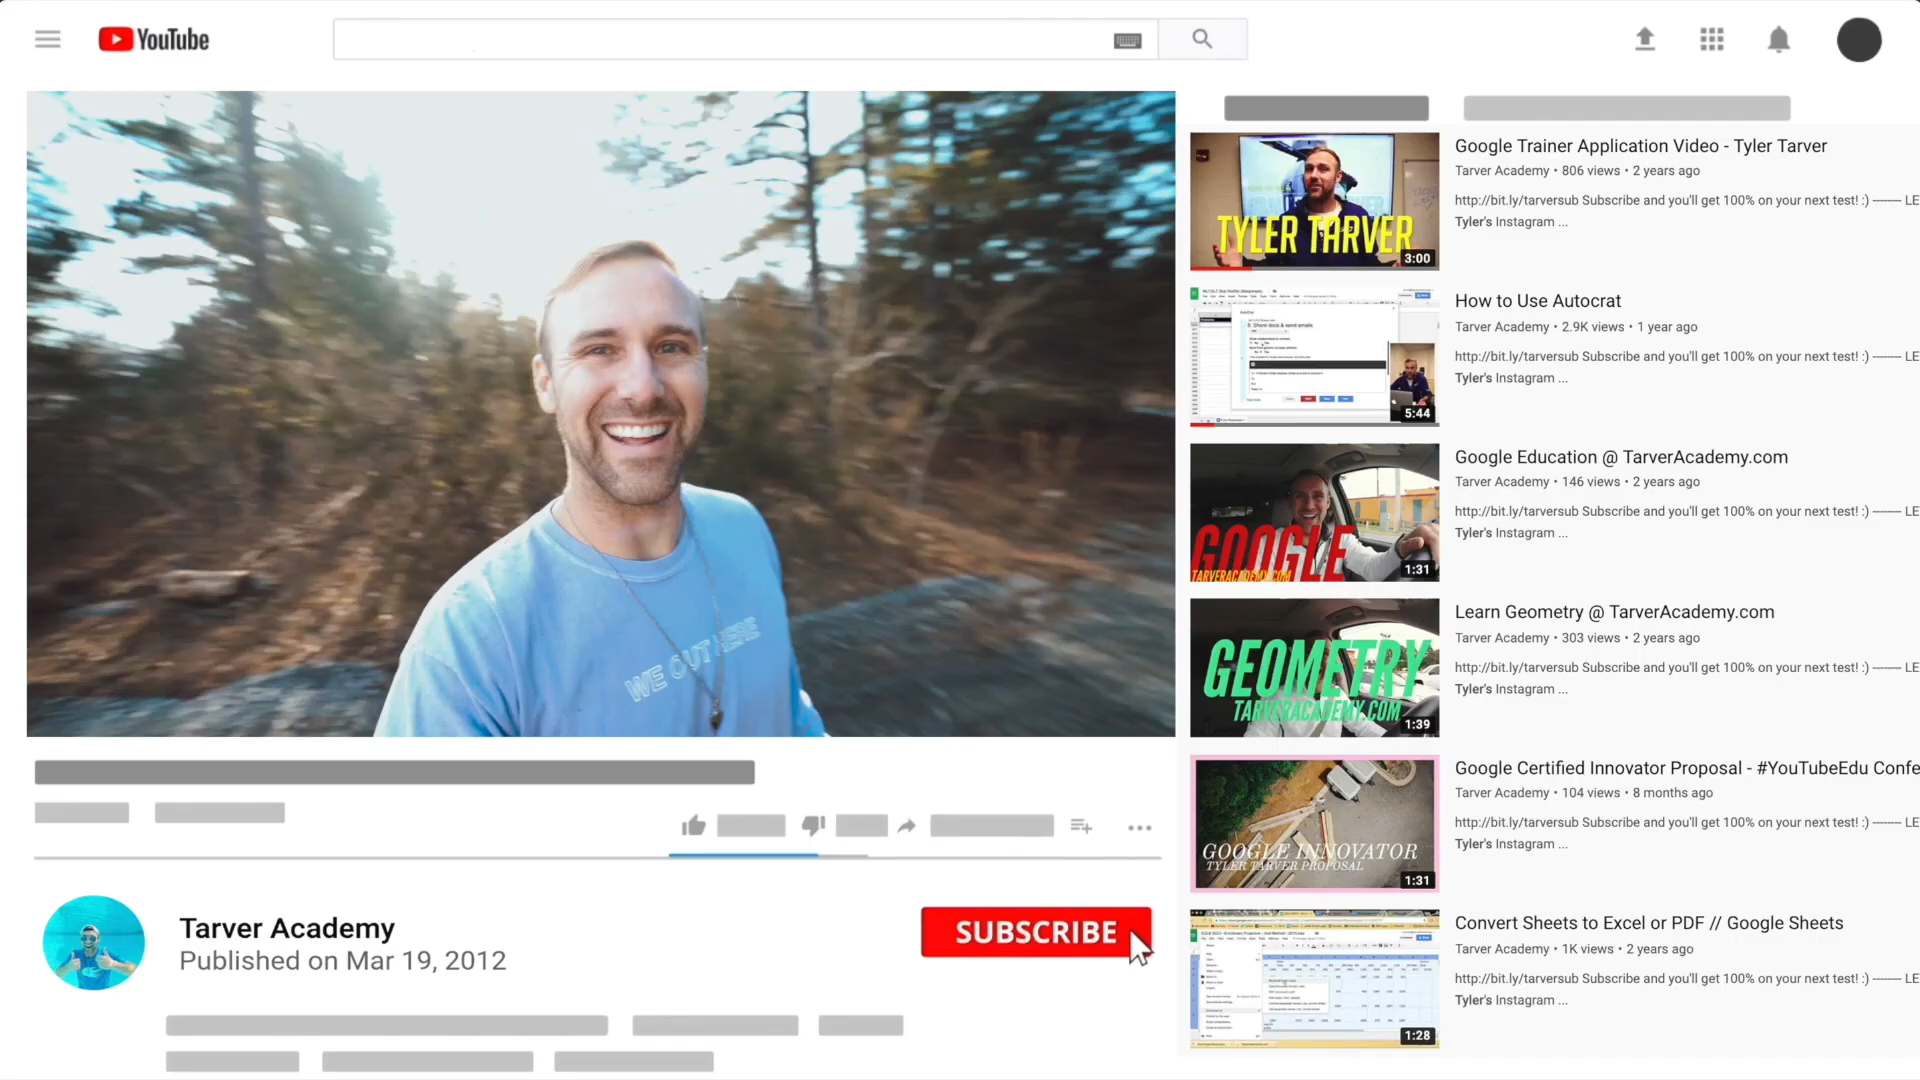 YouTube
WE OUT HERE
Tarver Academy
Published on Mar 19, 2012
SUBSCRIBE
TYLER TARVER
3:00
Google Trainer Application Video - Tyler Tarver
Tarver Academy • 806 views • 2 years ago
http://bit.ly/tarversub Subscribe and you'll get 100% on your next test! :) -------- LE
Tyler's Instagram ...
8. Share docs & send emails
5:44
How to Use Autocrat
Tarver Academy • 2.9K views • 1 year ago
http://bit.ly/tarversub Subscribe and you'll get 100% on your next test! :) -------- LE
Tyler's Instagram ...
GOOGLE
TARVERACADEMY.COM
1:31
Google Education @ TarverAcademy.com
Tarver Academy • 146 views • 2 years ago
http://bit.ly/tarversub Subscribe and you'll get 100% on your next test! :) -------- LE
Tyler's Instagram ...
GEOMETRY
TARVERACADEMY.COM
1:39
Learn Geometry @ TarverAcademy.com
Tarver Academy • 303 views • 2 years ago
http://bit.ly/tarversub Subscribe and you'll get 100% on your next test! :) -------- LE
Tyler's Instagram ...
GOOGLE INNOVATOR
TYLER TARVER PROPOSAL
1:31
Google Certified Innovator Proposal - #YouTubeEdu Confe
Tarver Academy • 104 views • 8 months ago
http://bit.ly/tarversub Subscribe and you'll get 100% on your next test! :) -------- LE
Tyler's Instagram ...
1:28
Convert Sheets to Excel or PDF // Google Sheets
Tarver Academy • 1K views • 2 years ago
http://bit.ly/tarversub Subscribe and you'll get 100% on your next test! :) -------- LE
Tyler's Instagram ...